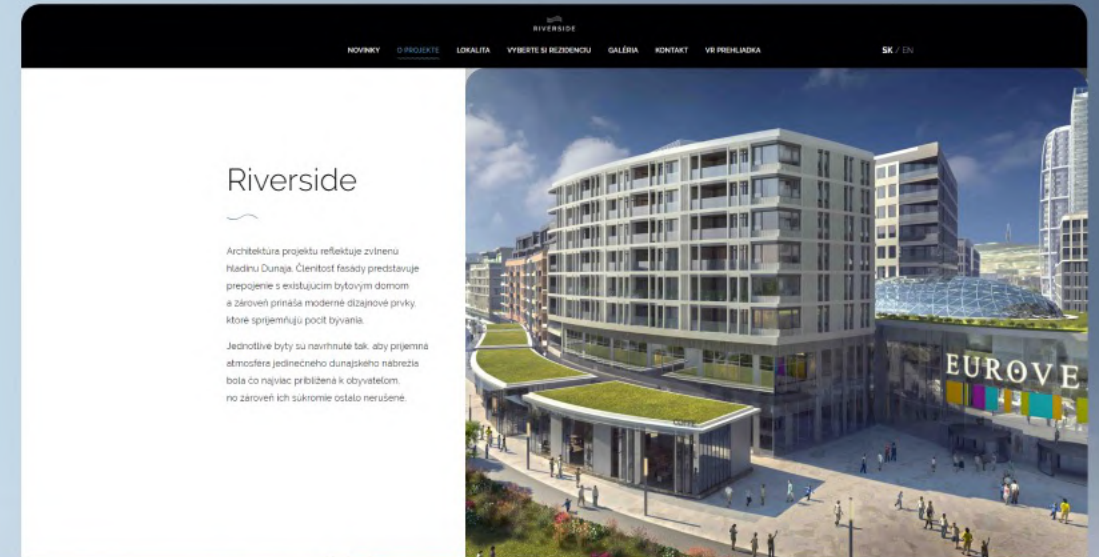 RIVERSIDE
NOVINKY O PROJEKTE LOKALITA VYBERTE SI REZIDENCIU GALÉRIA KONTAKT VR PREHLIADKA SK / EN
Riverside
Architektúra projektu reflektuje zvlnenú
hladinu Dunaja. Členitosť fasády predstavuje
prepojenie s existujúcim bytovým domom
a zároveň prináša moderné dizajnové prvky,
ktoré spríjemňujú pocit bývania.
Jednotlivé byty sú navrhnuté tak, aby príjemná
atmosféra jedinečného dunajského nábrežia
bola čo najviac priblížená k obyvateľom,
no zároveň ich súkromie ostalo nerušené.
EUROVE